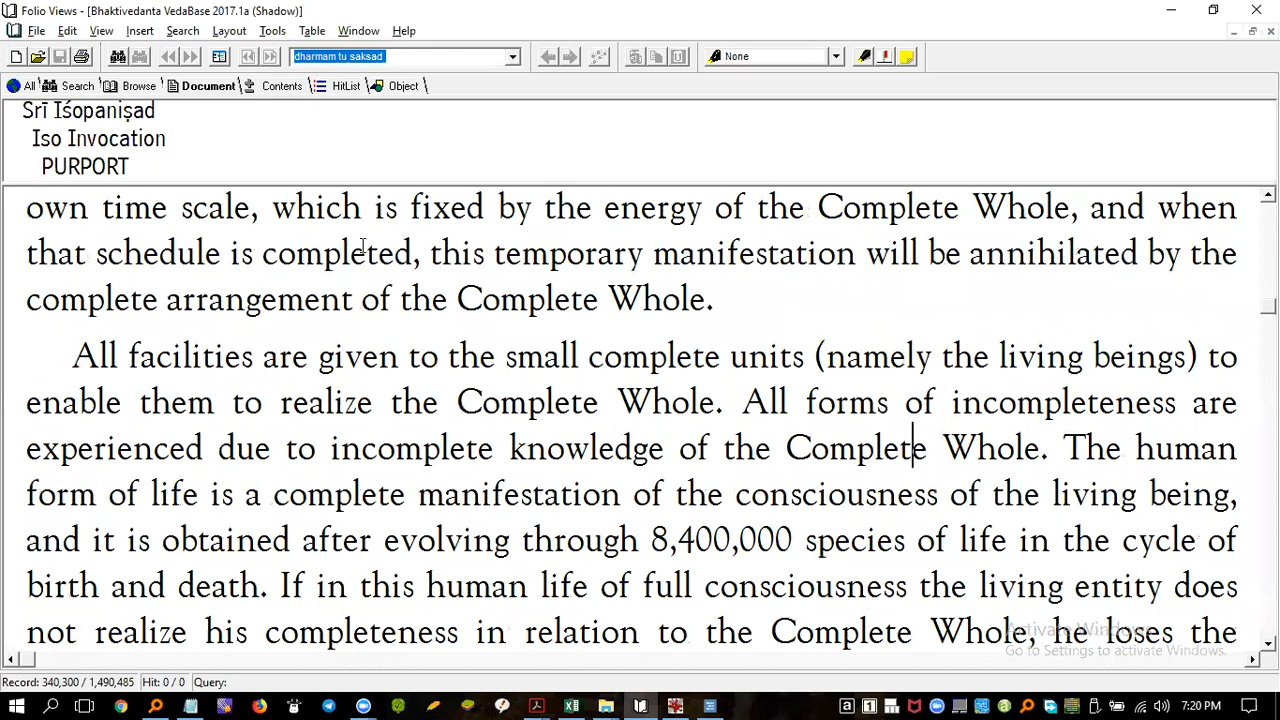 Folio Views - [Bhaktivedanta VedaBase 2017.1a (Shadow)]
File Edit View Insert Search Layout Tools Table Window Help
dharmam tu saksad
None
All Search Browse Document Contents HitList Object
Srī Iśopaniṣad
Iso Invocation
PURPORT
own time scale, which is fixed by the energy of the Complete Whole, and when
that schedule is completed, this temporary manifestation will be annihilated by the
complete arrangement of the Complete Whole.
All facilities are given to the small complete units (namely the living beings) to
enable them to realize the Complete Whole. All forms of incompleteness are
experienced due to incomplete knowledge of the Complete Whole. The human
form of life is a complete manifestation of the consciousness of the living being,
and it is obtained after evolving through 8,400,000 species of life in the cycle of
birth and death. If in this human life of full consciousness the living entity does
not realize his completeness in relation to the Complete Whole, he loses the
Activate Windows
Go to Settings to activate Windows.
Record: 340,300 / 1,490,485 Hit: 0 / 0 Query:
7:20 PM